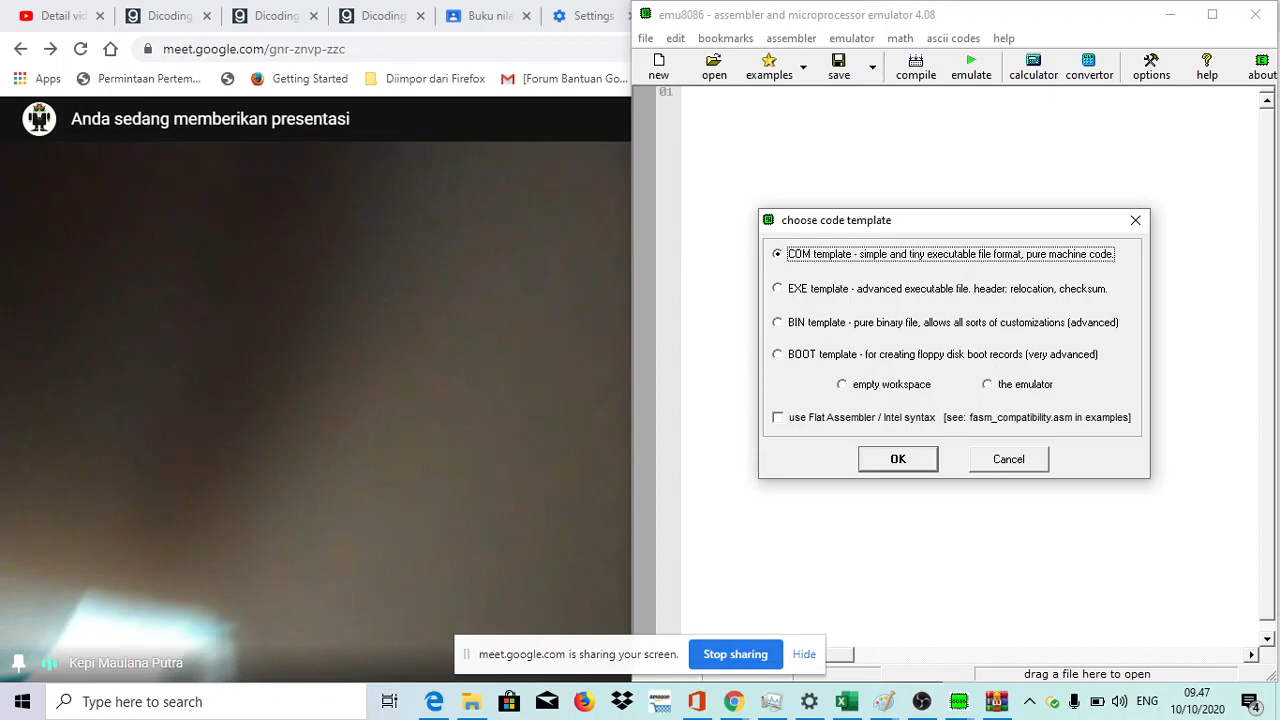 Detail vi
Dicoding
Dicoding
Dicoding
Buku nila
Settings
emu8086 - assembler and microprocessor emulator 4.08
meet.google.com/gnr-znvp-zzc
file edit bookmarks assembler emulator math ascii codes help
Apps Permintaan Pertem... Getting Started Diimpor dari Firefox [Forum Bantuan Go...
new open examples save compile emulate calculator convertor options help about
01
Anda sedang memberikan presentasi
choose code template
COM template - simple and tiny executable file format, pure machine code.
EXE template - advanced executable file. header: relocation, checksum.
BIN template - pure binary file, allows all sorts of customizations (advanced)
BOOT template - for creating floppy disk boot records (very advanced)
empty workspace the emulator
use Flat Assembler / Intel syntax [see: fasm_compatibility.asm in examples]
OK Cancel
meet.google.com is sharing your screen. Stop sharing Hide
Kepi Maulana Putra
drag a file here to open
Type here to search
ENG
09.47
10/10/2020
4